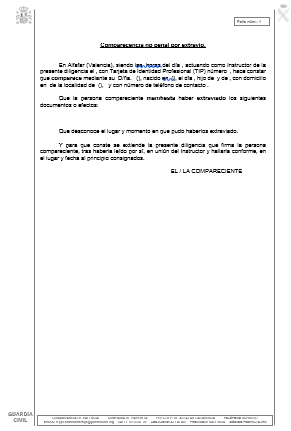 Folio núm.: 1
Comparecencia no penal por extravío.
En Alfafar (Valencia), siendo las horas del día , actuando como Instructor de la
presente diligencia el , con Tarjeta de Identidad Profesional (TIP) número , hace constar
que comparece mediante su D/ña. (), nacido en (), el día , hijo de y de , con domicilio
en de la localidad de (), y con número de teléfono de contacto .
Que la persona compareciente manifiesta haber extraviado los siguientes
documentos o efectos:
Que desconoce el lugar y momento en que pudo haberlos extraviado.
Y para que conste se extiende la presente diligencia que firma la persona
compareciente, tras haberla leído por sí, en unión del Instructor y hallarla conforme, en
el lugar y fecha al principio consignados.
EL / LA COMPARECIENTE
GUARDIA
CIVIL